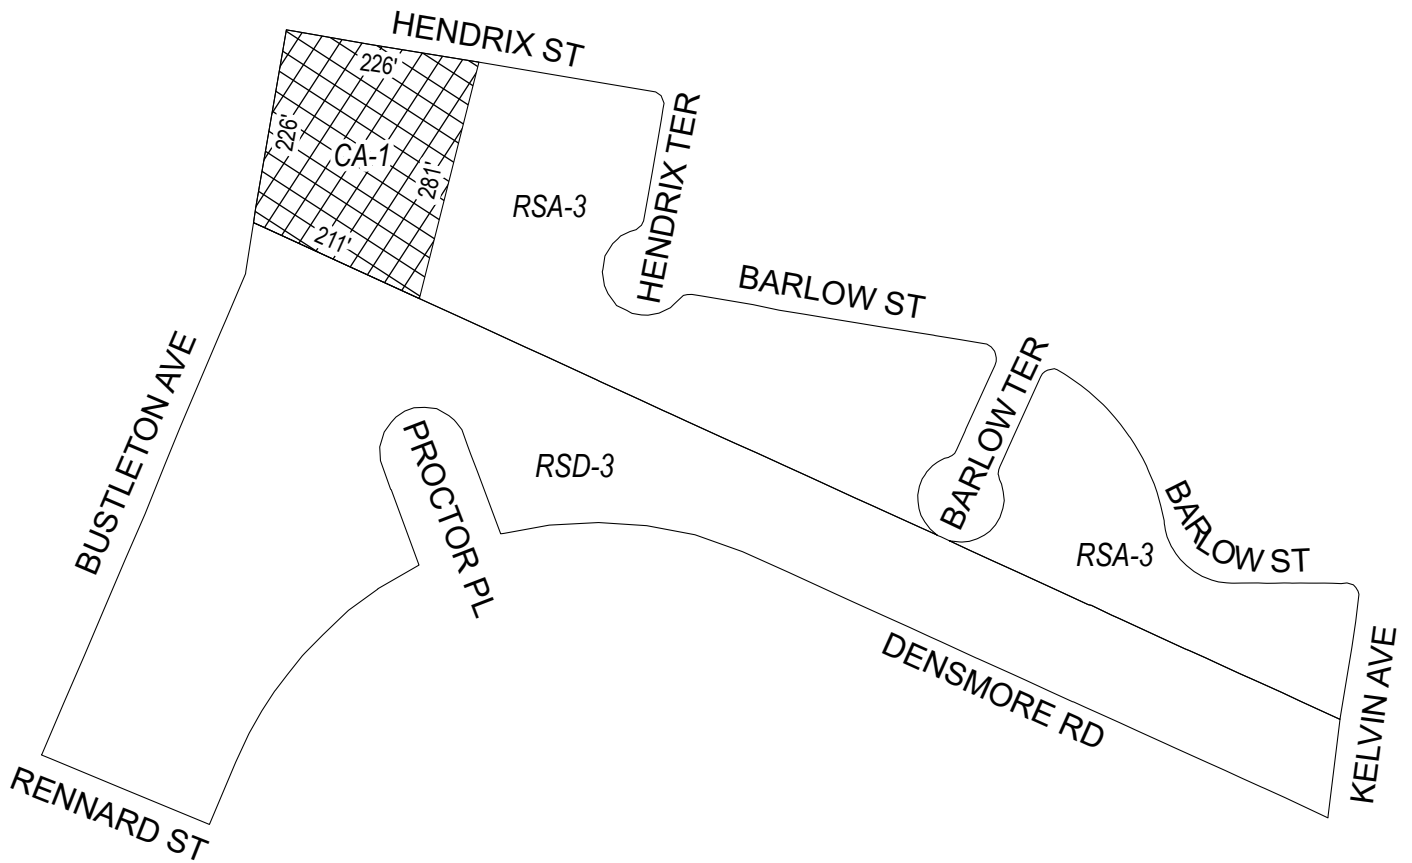 HENDRIX ST
226'
226'
CA-1
281'
211'
RSA-3
HENDRIX TER
BARLOW ST
BUSTLETON AVE
BARLOW TER
PROCTOR PL
RSD-3
BARLOW ST
RSA-3
DENSMORE RD
KELVIN AVE
RENNARD ST